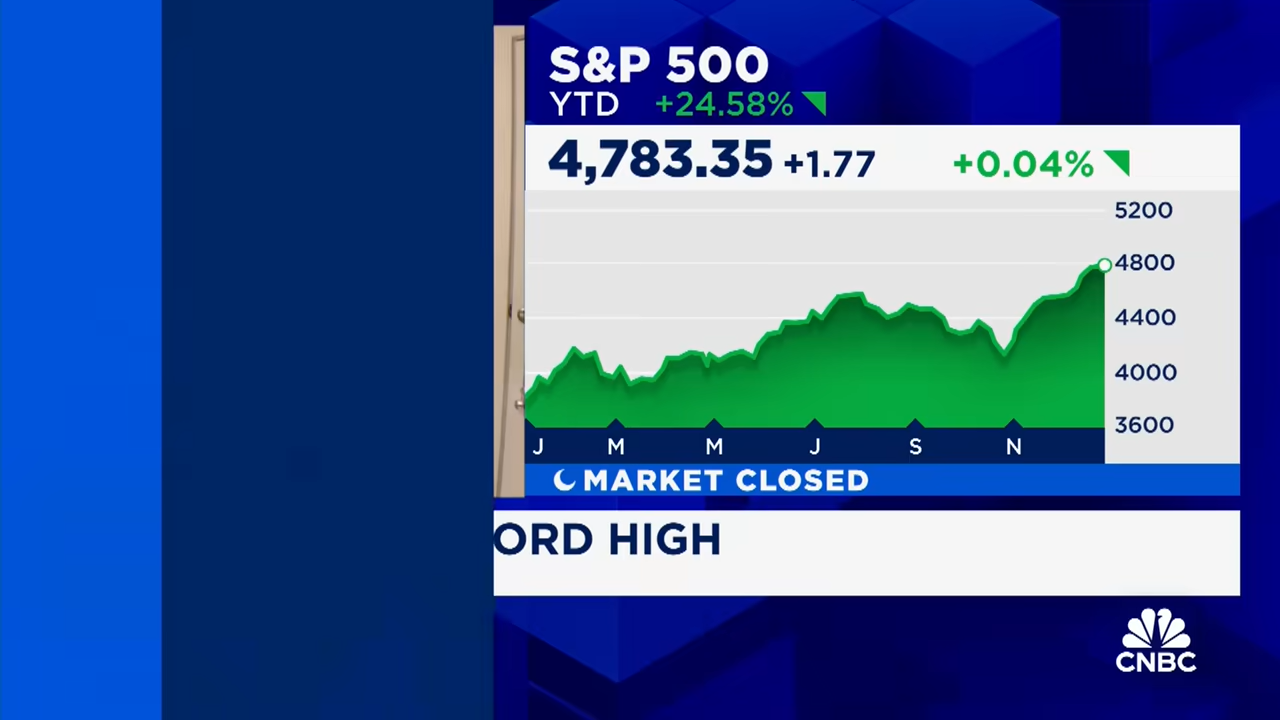 S&P 500
YTD +24.58%
4,783.35 +1.77 +0.04%
5200
4800
4400
4000
3600
J M M J S N
MARKET CLOSED
ORD HIGH
CNBC